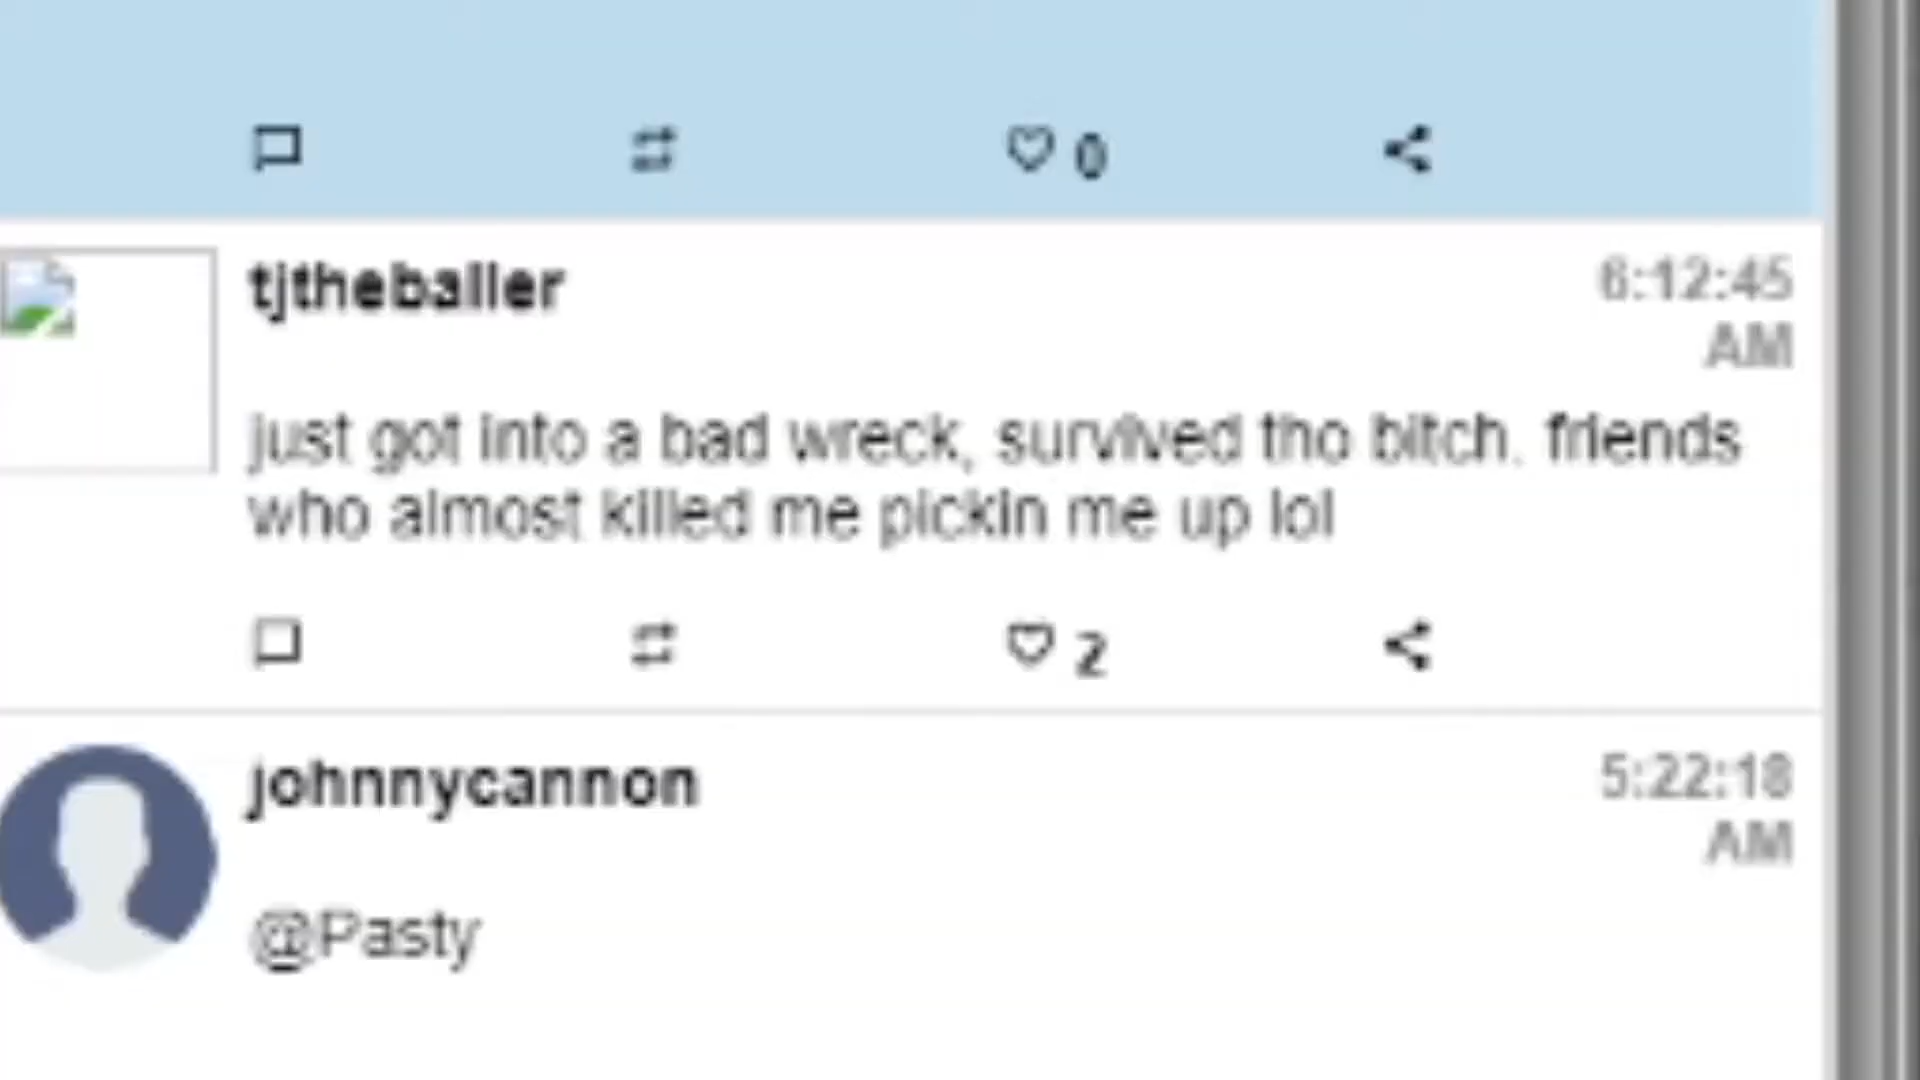 0
tjtheballer
6:12:45
AM
just got into a bad wreck, survived tho bitch. friends
who almost killed me pickin me up lol
2
johnnycannon
5:22:18
AM
@Pasty